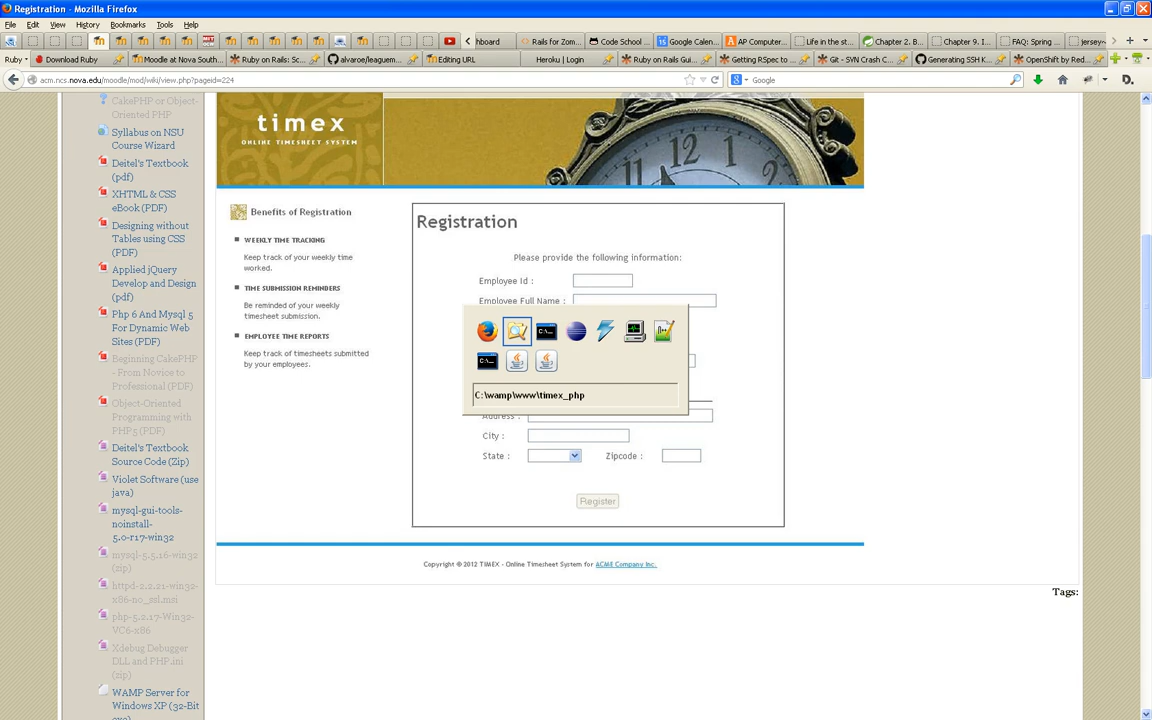 Registration - Mozilla Firefox
File Edit View History Bookmarks Tools Help
hboard Rails for Zom... Code School ... Google Calen... AP Computer... Life in the st... Chapter 2. B... Chapter 9. I... FAQ: Spring ... jersey-
Ruby Download Ruby Moodle at Nova South... Ruby on Rails: Sc... alvaroe/leaguem... Editing URL Heroku | Login Ruby on Rails Gui... Getting RSpec to ... Git - SVN Crash C... Generating SSH K... OpenShift by Red...
acm.ncs.nova.edu/moodle/mod/wiki/view.php?pageid=224
Google
CakePHP or Object-
Oriented PHP
Syllabus on NSU
Course Wizard
Deitel's Textbook
(pdf)
XHTML & CSS
eBook (PDF)
Designing without
Tables using CSS
(PDF)
Applied jQuery
Develop and Design
(pdf)
Php 6 And Mysql 5
For Dynamic Web
Sites (PDF)
Beginning CakePHP
- From Novice to
Professional (PDF)
Object-Oriented
Programming with
PHP5 (PDF)
Deitel's Textbook
Source Code (Zip)
Violet Software (use
java)
mysql-gui-tools-
noinstall-
5.0-r17-win32
mysql-5.5.16-win32
(zip)
httpd-2.2.21-win32-
x86-no_ssl.msi
php-5.2.17-Win32-
VC6-x86
Xdebug Debugger
DLL and PHP.ini
(zip)
WAMP Server for
Windows XP (32-Bit
timex
ONLINE TIMESHEET SYSTEM
12
Benefits of Registration
WEEKLY TIME TRACKING
Keep track of your weekly time
worked.
TIME SUBMISSION REMINDERS
Be reminded of your weekly
timesheet submission.
EMPLOYEE TIME REPORTS
Keep track of timesheets submitted
by your employees.
Registration
Please provide the following information:
Employee Id :
Employee Full Name :
C:\wamp\www\timex_php
Address :
City :
State :
Zipcode :
Register
Copyright © 2012 TIMEX - Online Timesheet System for ACME Company Inc.
Tags: